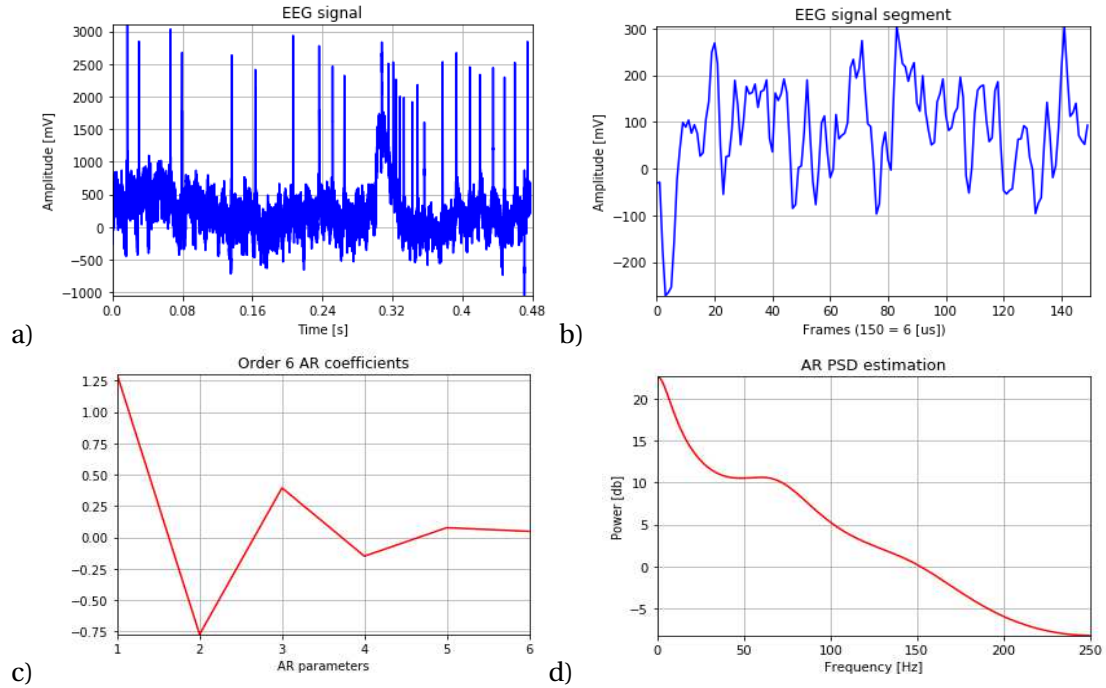 EEG signal
3000
2500
2000
1500
1000
500
0
−500
−1000
Amplitude [mV]
0.0 0.08 0.16 0.24 0.32 0.40 0.48
Time [s]
a)
EEG signal segment
300
200
100
0
−100
−200
Amplitude [mV]
0 20 40 60 80 100 120 140
Frames (150 = 6 [us])
b)
Order 6 AR coefficients
1.25
1.00
0.75
0.50
0.25
0.00
−0.25
−0.50
−0.75
1 2 3 4 5 6
AR parameters
c)
AR PSD estimation
20
15
10
5
0
−5
Power [db]
0 50 100 150 200 250
Frequency [Hz]
d)